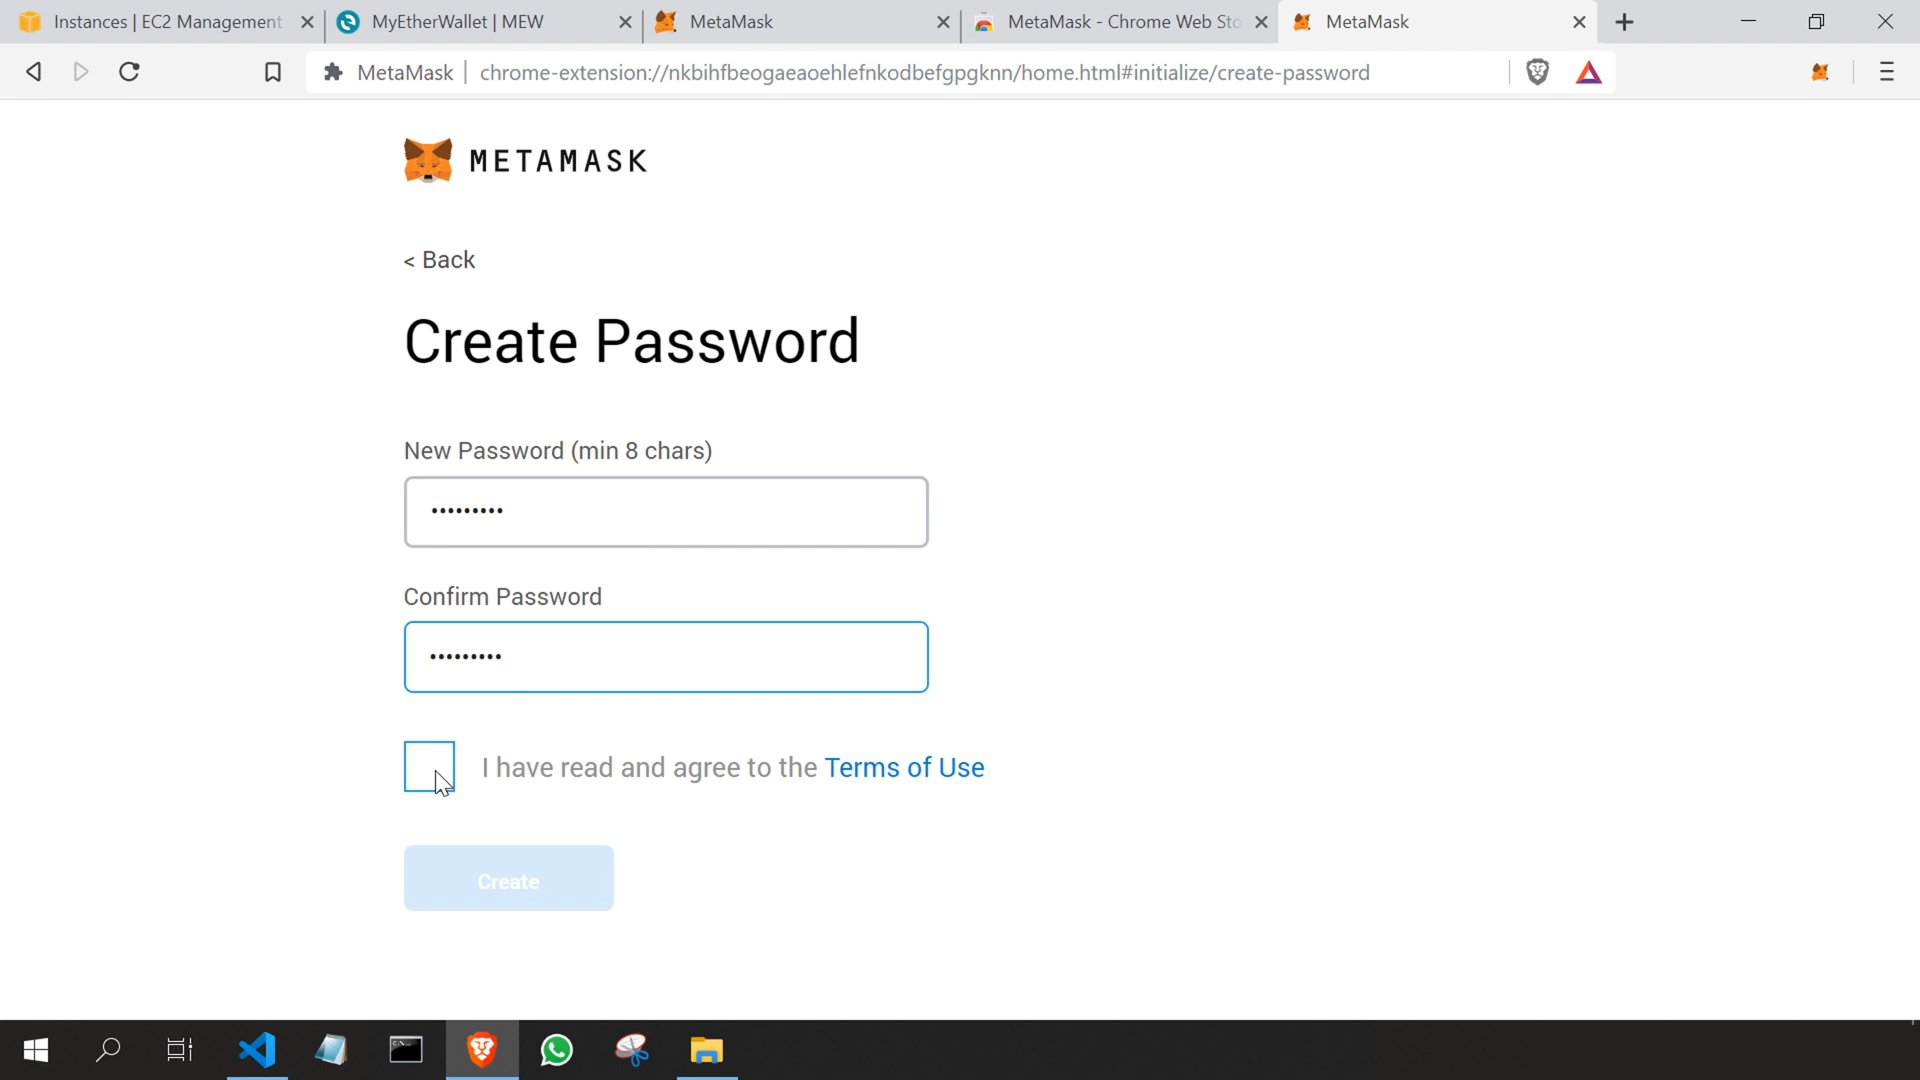 Instances | EC2 Management
MyEtherWallet | MEW
MetaMask
MetaMask - Chrome Web Sto
MetaMask
MetaMask
chrome-extension://nkbihfbeogaeaoehlefnkodbefgpgknn/home.html#initialize/create-password
METAMASK
< Back
Create Password
New Password (min 8 chars)
•••••••••
Confirm Password
•••••••••
I have read and agree to the Terms of Use
Create